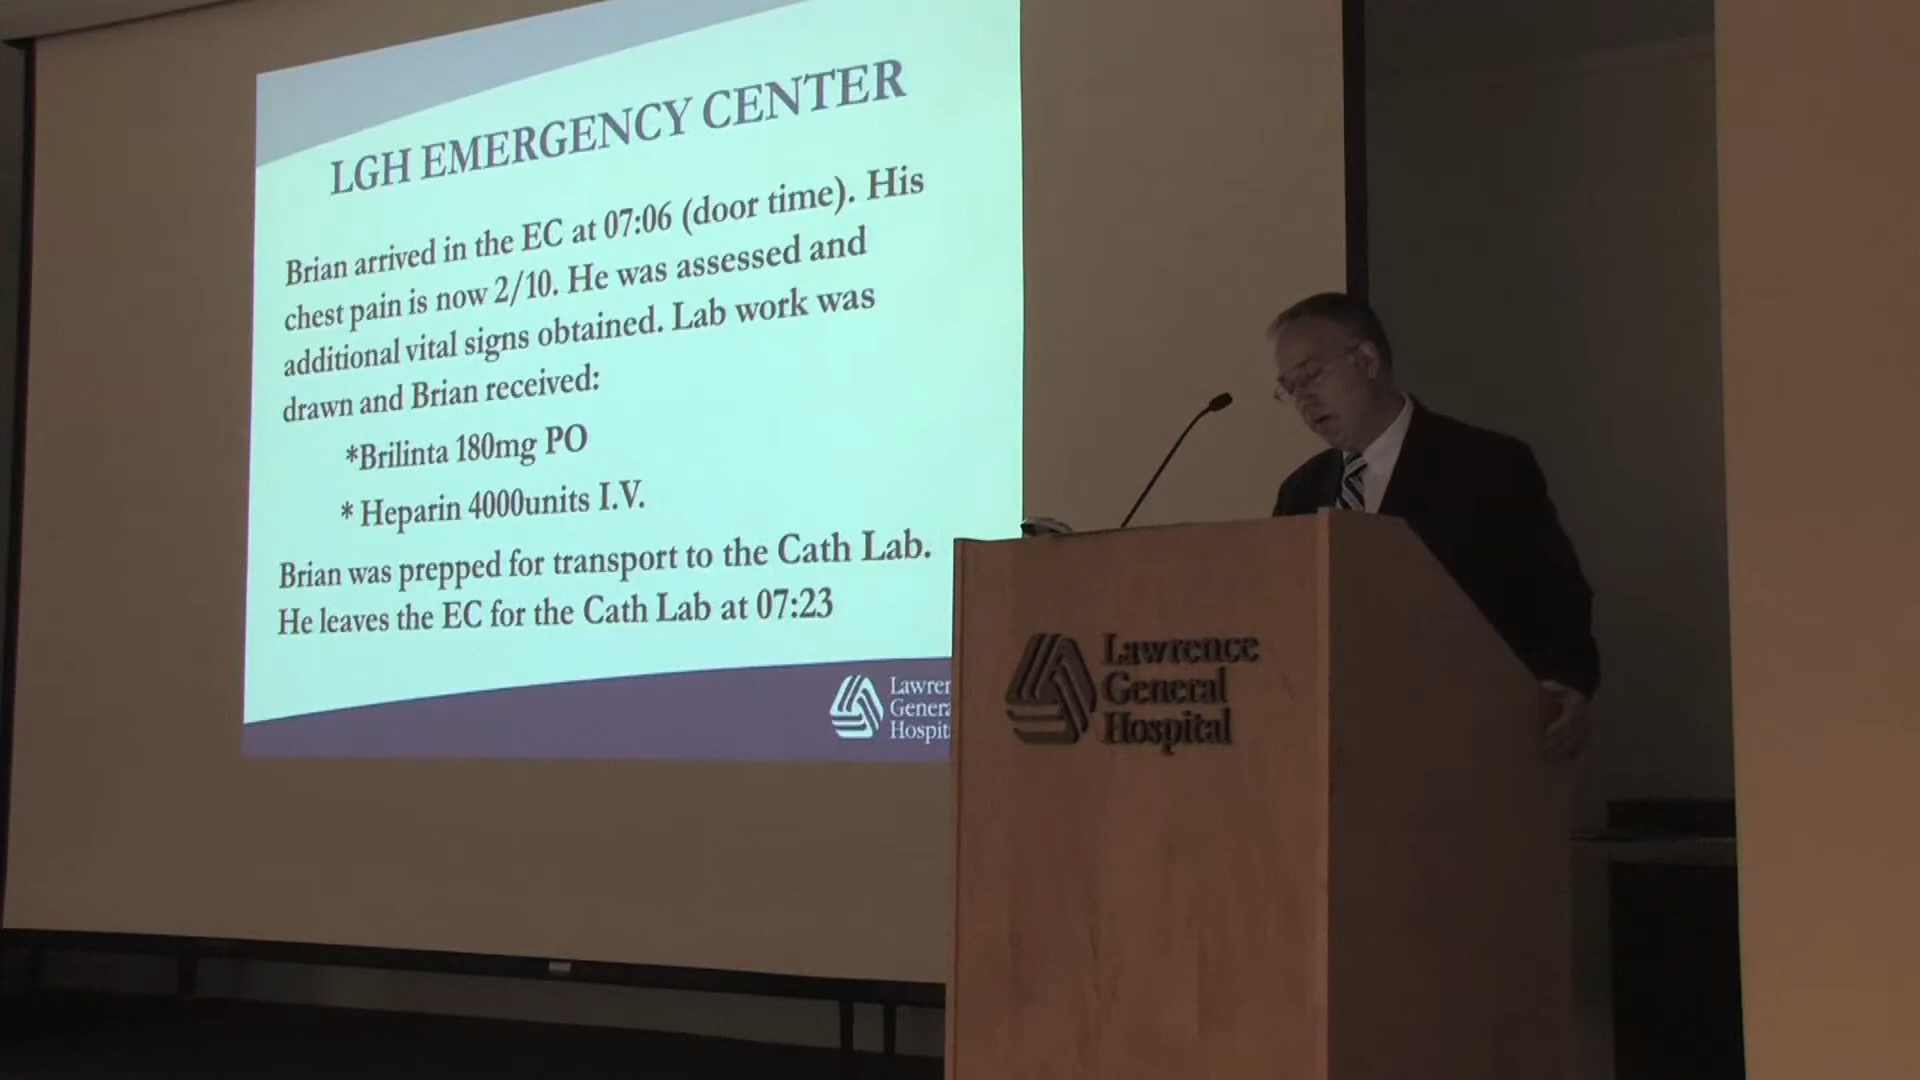 LGH EMERGENCY CENTER
Brian arrived in the EC at 07:06 (door time). His
chest pain is now 2/10. He was assessed and
additional vital signs obtained. Lab work was
drawn and Brian received:
*Brilinta 180mg PO
* Heparin 4000units I.V.
Brian was prepped for transport to the Cath Lab.
He leaves the EC for the Cath Lab at 07:23
Lawren
Genera
Hospit
Lawrence
General
Hospital